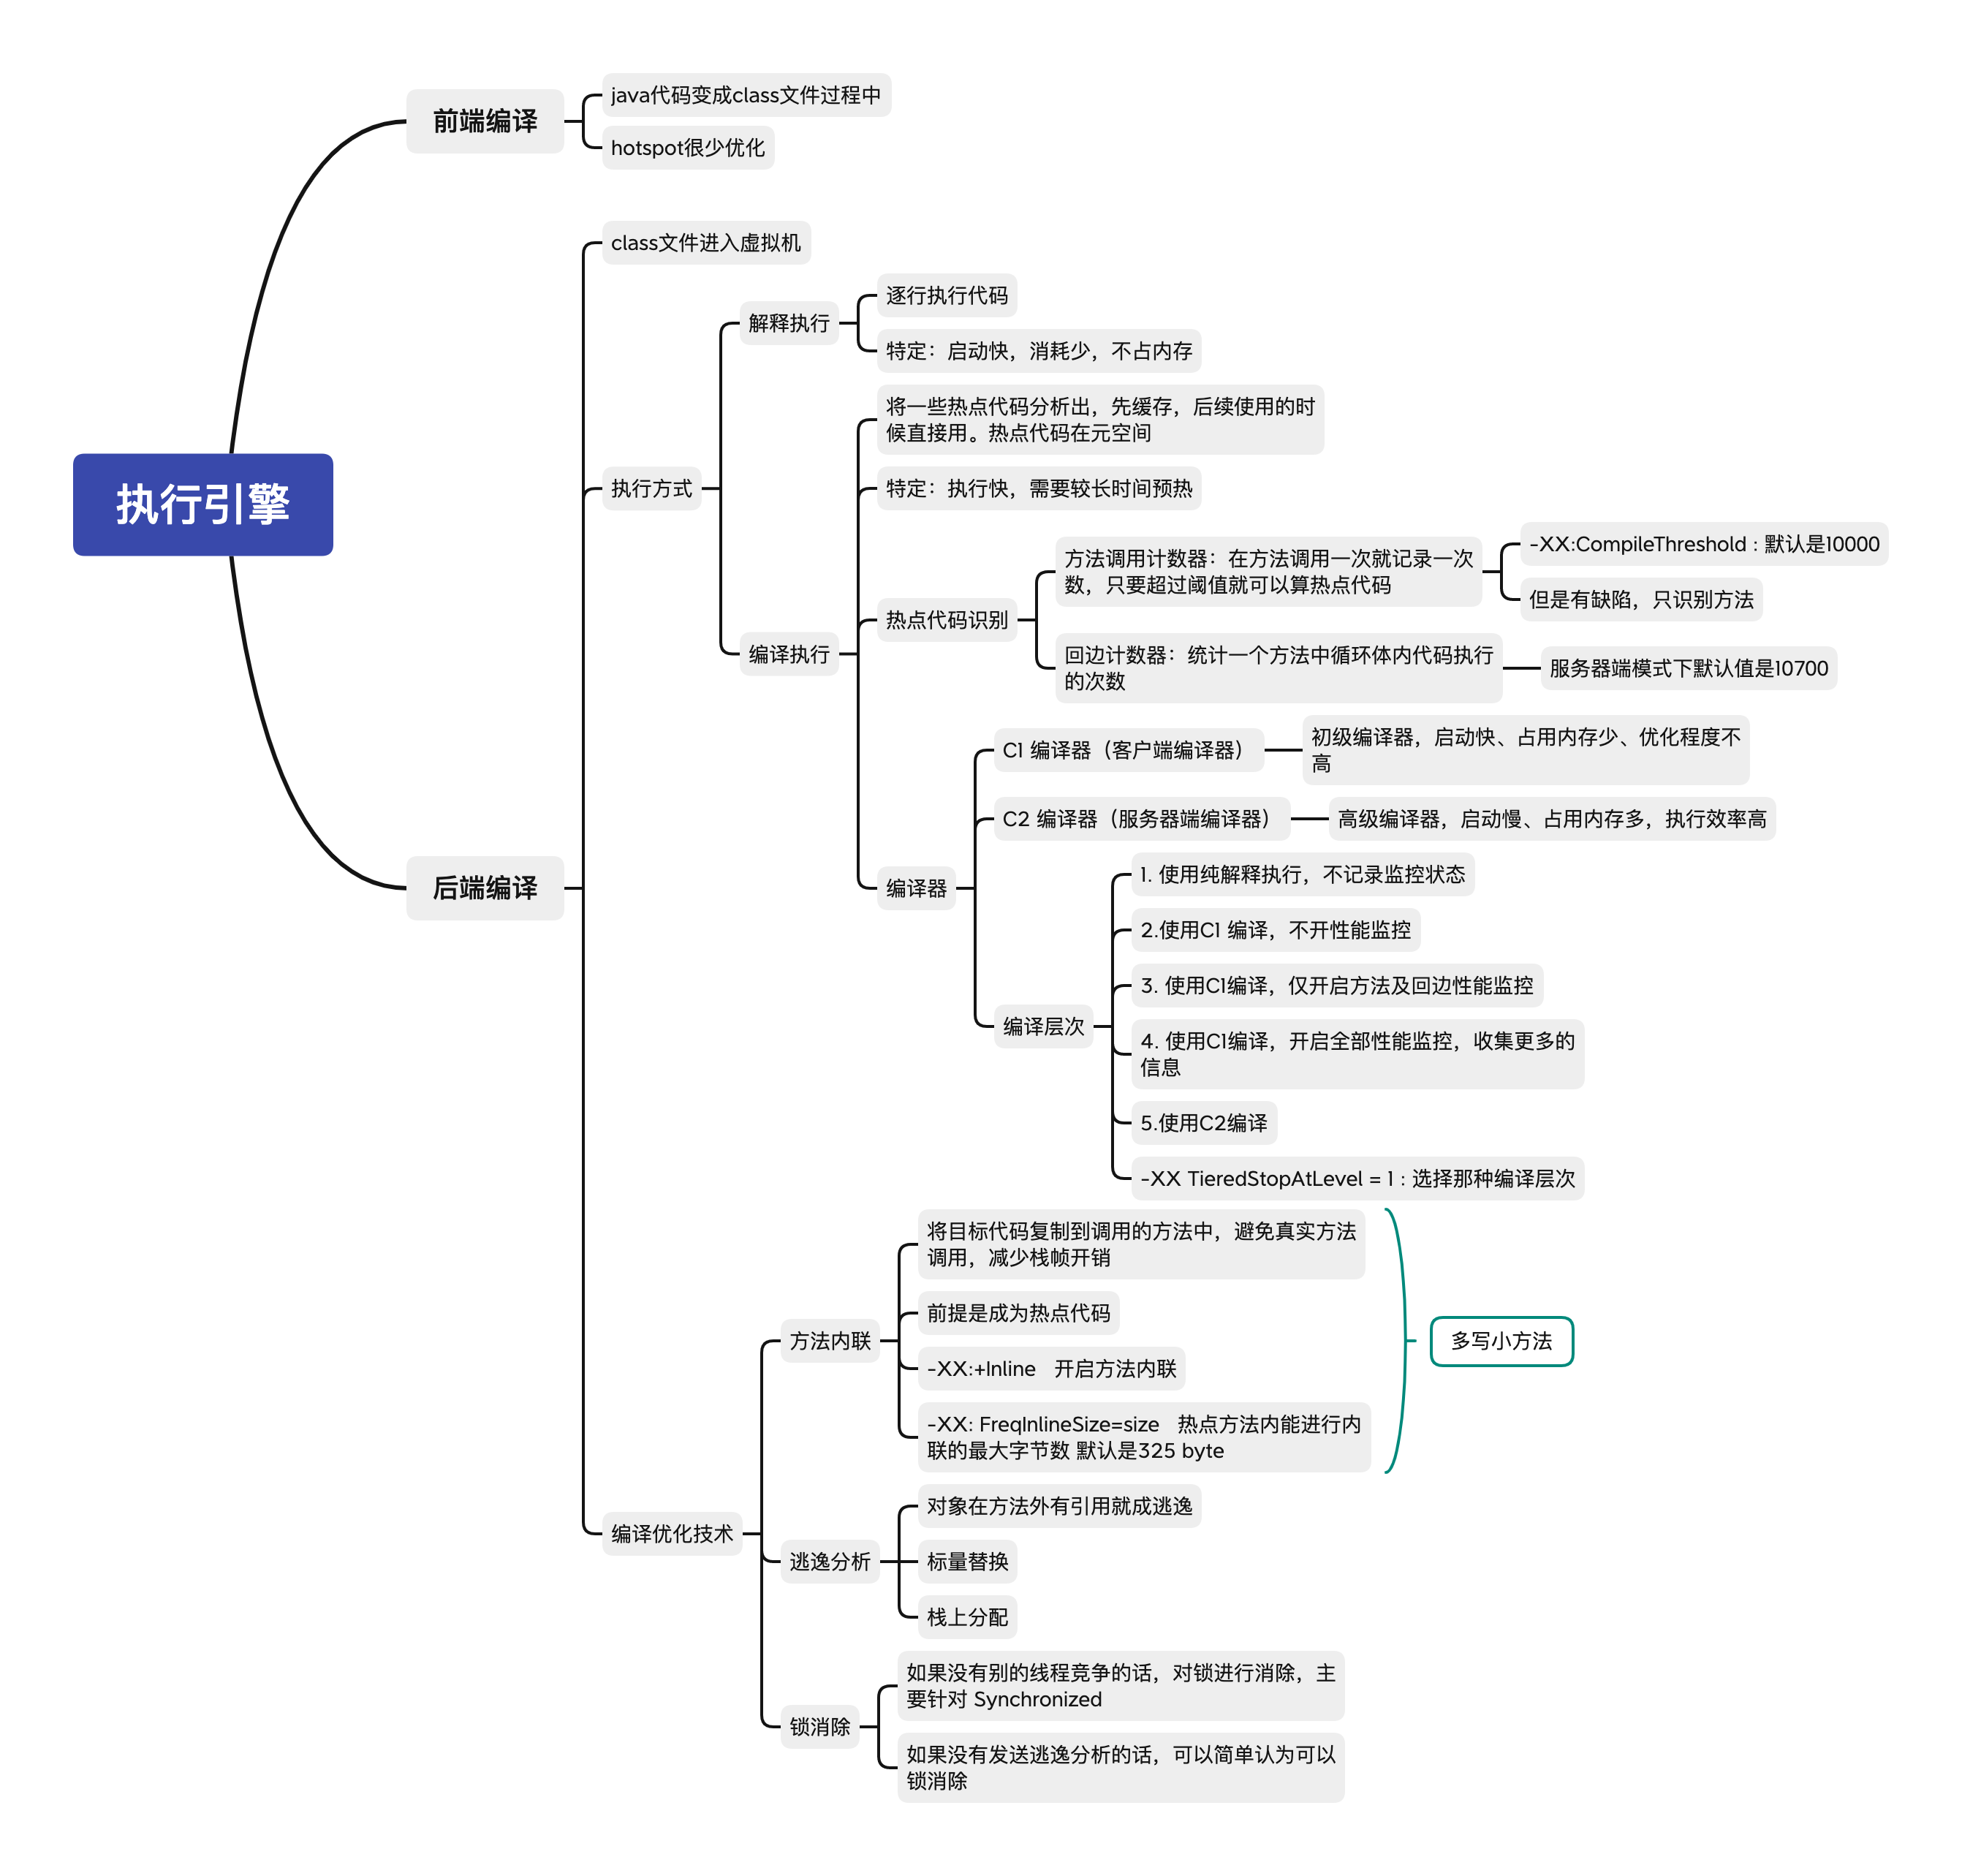 执行引擎
前端编译
java代码变成class文件过程中
hotspot很少优化
后端编译
class文件进入虚拟机
执行方式
解释执行
逐行执行代码
特定：启动快，消耗少，不占内存
编译执行
将一些热点代码分析出，先缓存，后续使用的时
候直接用。热点代码在元空间
特定：执行快，需要较长时间预热
热点代码识别
方法调用计数器：在方法调用一次就记录一次
数，只要超过阈值就可以算热点代码
-XX:CompileThreshold : 默认是10000
但是有缺陷，只识别方法
回边计数器：统计一个方法中循环体内代码执行
的次数
服务器端模式下默认值是10700
编译器
C1 编译器（客户端编译器）
初级编译器，启动快、占用内存少、优化程度不
高
C2 编译器（服务器端编译器）
高级编译器，启动慢、占用内存多，执行效率高
编译层次
1. 使用纯解释执行，不记录监控状态
2.使用C1 编译，不开性能监控
3. 使用C1编译，仅开启方法及回边性能监控
4. 使用C1编译，开启全部性能监控，收集更多的
信息
5.使用C2编译
-XX TieredStopAtLevel = 1 : 选择那种编译层次
编译优化技术
方法内联
将目标代码复制到调用的方法中，避免真实方法
调用，减少栈帧开销
前提是成为热点代码
-XX:+Inline 开启方法内联
-XX: FreqInlineSize=size 热点方法内能进行内
联的最大字节数 默认是325 byte
多写小方法
逃逸分析
对象在方法外有引用就成逃逸
标量替换
栈上分配
锁消除
如果没有别的线程竞争的话，对锁进行消除，主
要针对 Synchronized
如果没有发送逃逸分析的话，可以简单认为可以
锁消除